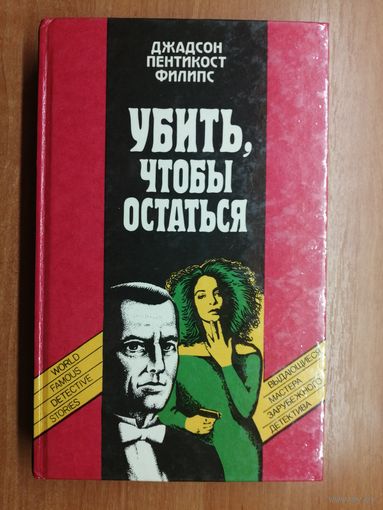 ДЖАДСОН
ПЕНТИКОСТ
ФИЛИПС
УБИТЬ,
ЧТОБЫ
ОСТАТЬСЯ
WORLD
FAMOUS
DETECTIVE
STORIES
ВЫДАЮЩИЕСЯ
МАСТЕРА
ЗАРУБЕЖНОГО
ДЕТЕКТИВА